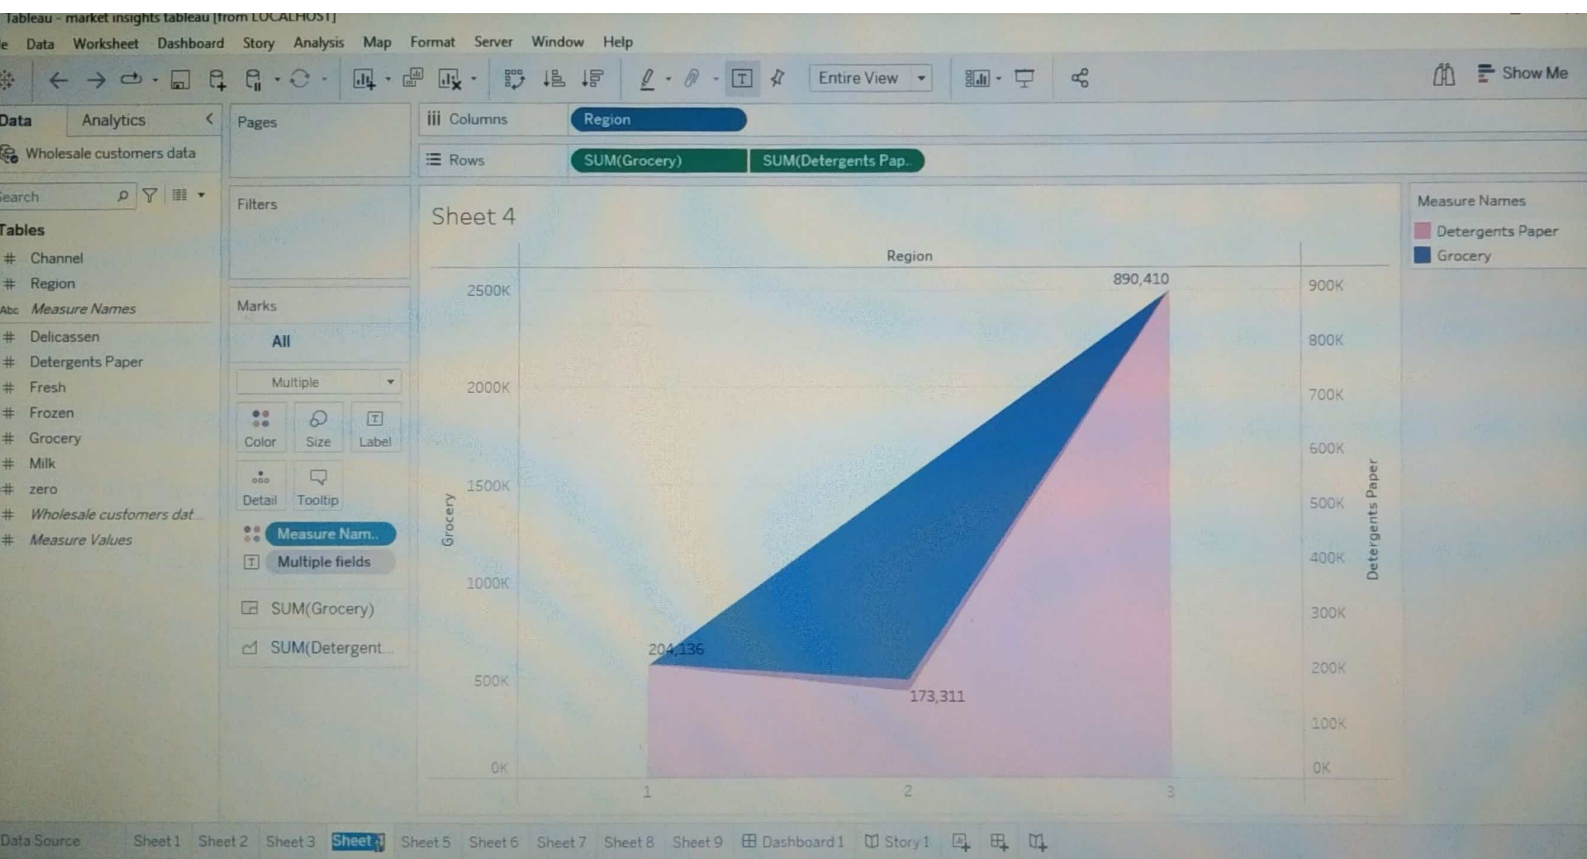 Tableau - market insights tableau [from LOCALHOST]
e Data Worksheet Dashboard Story Analysis Map Format Server Window Help
Entire View
Show Me
Data Analytics
Wholesale customers data
Search
Tables
# Channel
# Region
Abc Measure Names
# Delicassen
# Detergents Paper
# Fresh
# Frozen
# Grocery
# Milk
# zero
# Wholesale customers dat...
# Measure Values
Pages
Filters
Marks
All
Multiple
Color Size Label
Detail Tooltip
Measure Nam..
Multiple fields
SUM(Grocery)
SUM(Detergent...
iii Columns Region
Rows SUM(Grocery) SUM(Detergents Pap..
Sheet 4
Region
2500K
2000K
1500K
1000K
500K
0K
Grocery
890,410
204,136
173,311
1 2 3
900K
800K
700K
600K
500K
400K
300K
200K
100K
0K
Detergents Paper
Measure Names
Detergents Paper
Grocery
Data Source Sheet 1 Sheet 2 Sheet 3 Sheet 4 Sheet 5 Sheet 6 Sheet 7 Sheet 8 Sheet 9 Dashboard 1 Story 1